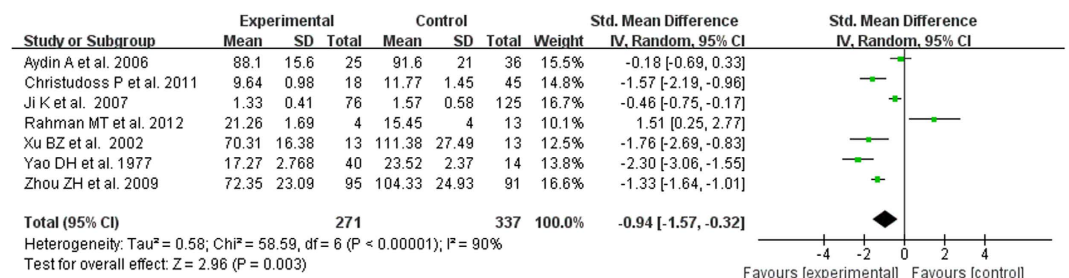 Experimental Control Std. Mean Difference Std. Mean Difference
Study or Subgroup Mean SD Total Mean SD Total Weight IV, Random, 95% CI IV, Random, 95% CI
Aydin A et al. 2006 88.1 15.6 25 91.6 21 36 15.5% -0.18 [-0.69, 0.33]
Christudoss P et al. 2011 9.64 0.98 18 11.77 1.45 45 14.8% -1.57 [-2.19, -0.96]
Ji K et al. 2007 1.33 0.41 76 1.57 0.58 125 16.7% -0.46 [-0.75, -0.17]
Rahman MT et al. 2012 21.26 1.69 4 15.45 4 13 10.1% 1.51 [0.25, 2.77]
Xu BZ et al. 2002 70.31 16.38 13 111.38 27.49 13 12.5% -1.76 [-2.69, -0.83]
Yao DH et al. 1977 17.27 2.768 40 23.52 2.37 14 13.8% -2.30 [-3.06, -1.55]
Zhou ZH et al. 2009 72.35 23.09 95 104.33 24.93 91 16.6% -1.33 [-1.64, -1.01]
Total (95% CI) 271 337 100.0% -0.94 [-1.57, -0.32]
Heterogeneity: Tau² = 0.58; Chi² = 58.59, df = 6 (P < 0.00001); I² = 90%
Test for overall effect: Z = 2.96 (P = 0.003)
-4 -2 0 2 4
Favours [experimental] Favours [control]